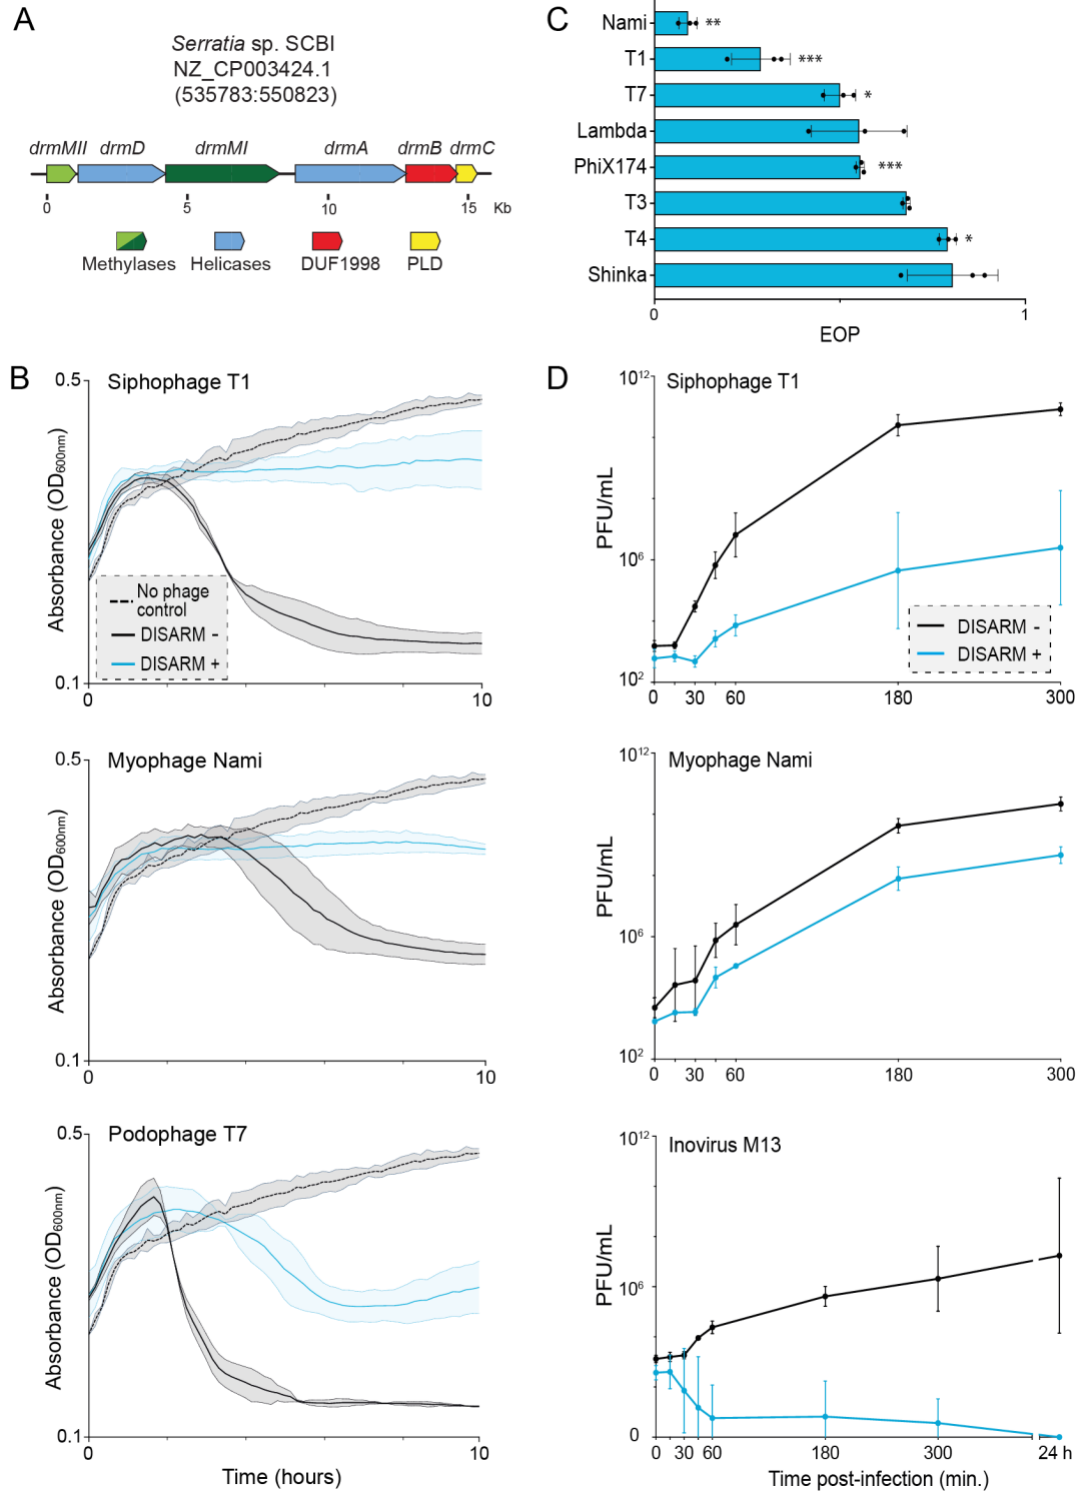 A
Serratia sp. SCBI
NZ_CP003424.1
(535783:550823)
drmMII drmD drmMI drmA drmB drmC
0 5 10 15 Kb
Methylases Helicases DUF1998 PLD
C
Nami **
T1 ***
T7 *
Lambda
PhiX174 ***
T3
T4 *
Shinka
0 1
EOP
B
Siphophage T1
0.5
Absorbance (OD600nm)
No phage
control
DISARM -
DISARM +
0.1
0 10
Myophage Nami
0.5
Absorbance (OD600nm)
0.1
0 10
Podophage T7
0.5
Absorbance (OD600nm)
0.1
0 10
Time (hours)
D
Siphophage T1
10^12
PFU/mL
10^6
DISARM -
DISARM +
10^2
0 30 60 180 300
Myophage Nami
10^12
PFU/mL
10^6
10^2
0 30 60 180 300
Inovirus M13
10^12
PFU/mL
10^6
0
0 30 60 180 300 24 h
Time post-infection (min.)